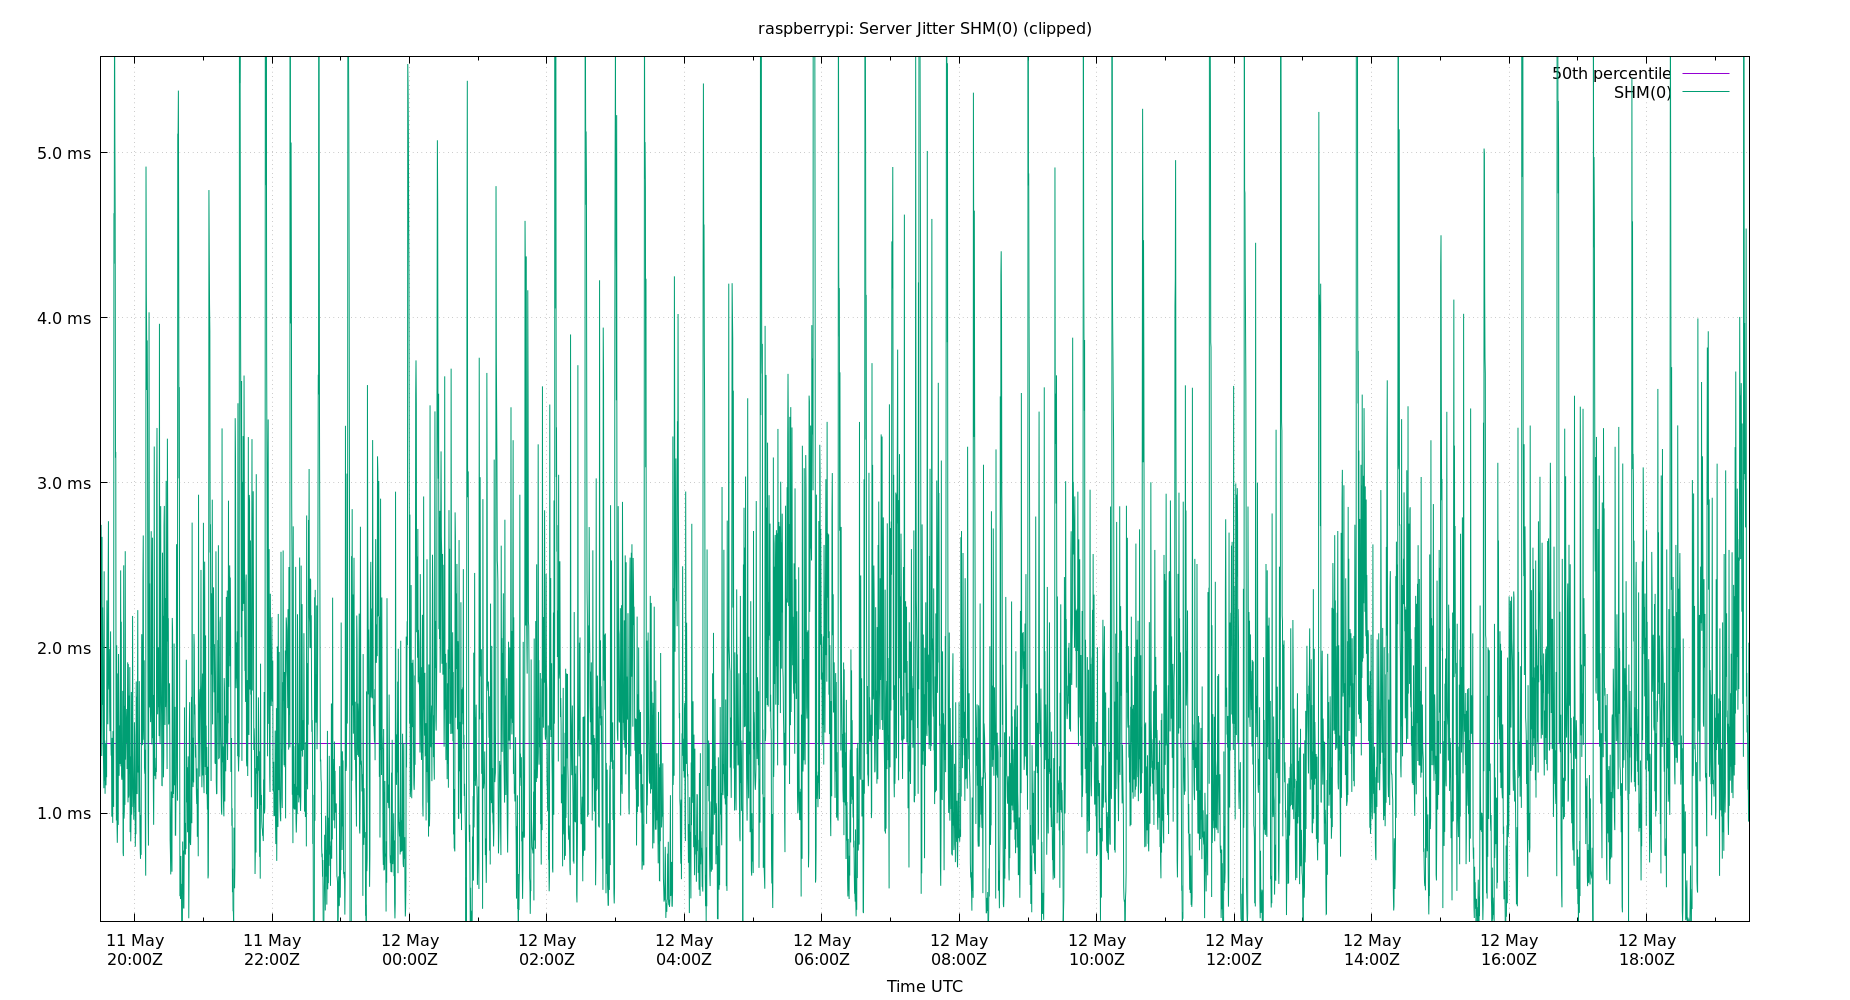 raspberrypi: Server Jitter SHM(0) (clipped)
50th percentile
SHM(0)
5.0 ms
4.0 ms
3.0 ms
2.0 ms
1.0 ms
11 May 11 May 12 May 12 May 12 May 12 May 12 May 12 May 12 May 12 May 12 May 12 May
20:00Z 22:00Z 00:00Z 02:00Z 04:00Z 06:00Z 08:00Z 10:00Z 12:00Z 14:00Z 16:00Z 18:00Z
Time UTC